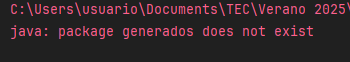 C:\Users\usuario\Documents\TEC\Verano 2025\
java: package generados does not exist